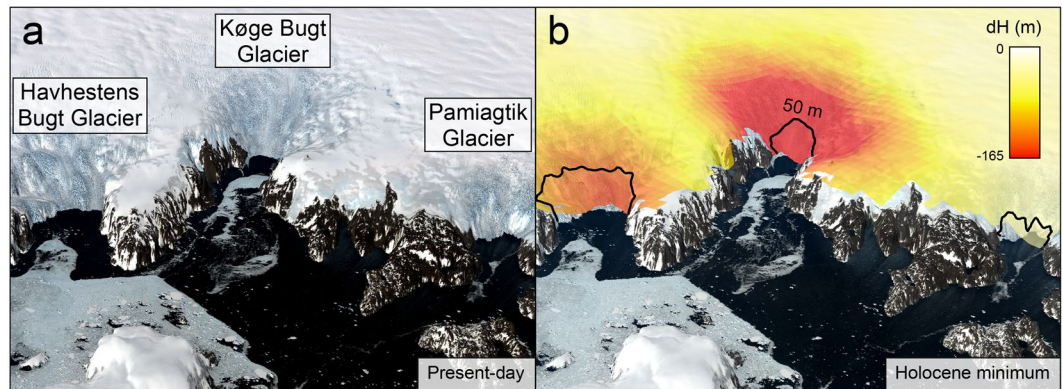 a
Køge Bugt
Glacier
Havhestens
Bugt Glacier
Pamiagtik
Glacier
Present-day
b
dH (m)
0
-165
50 m
Holocene minimum